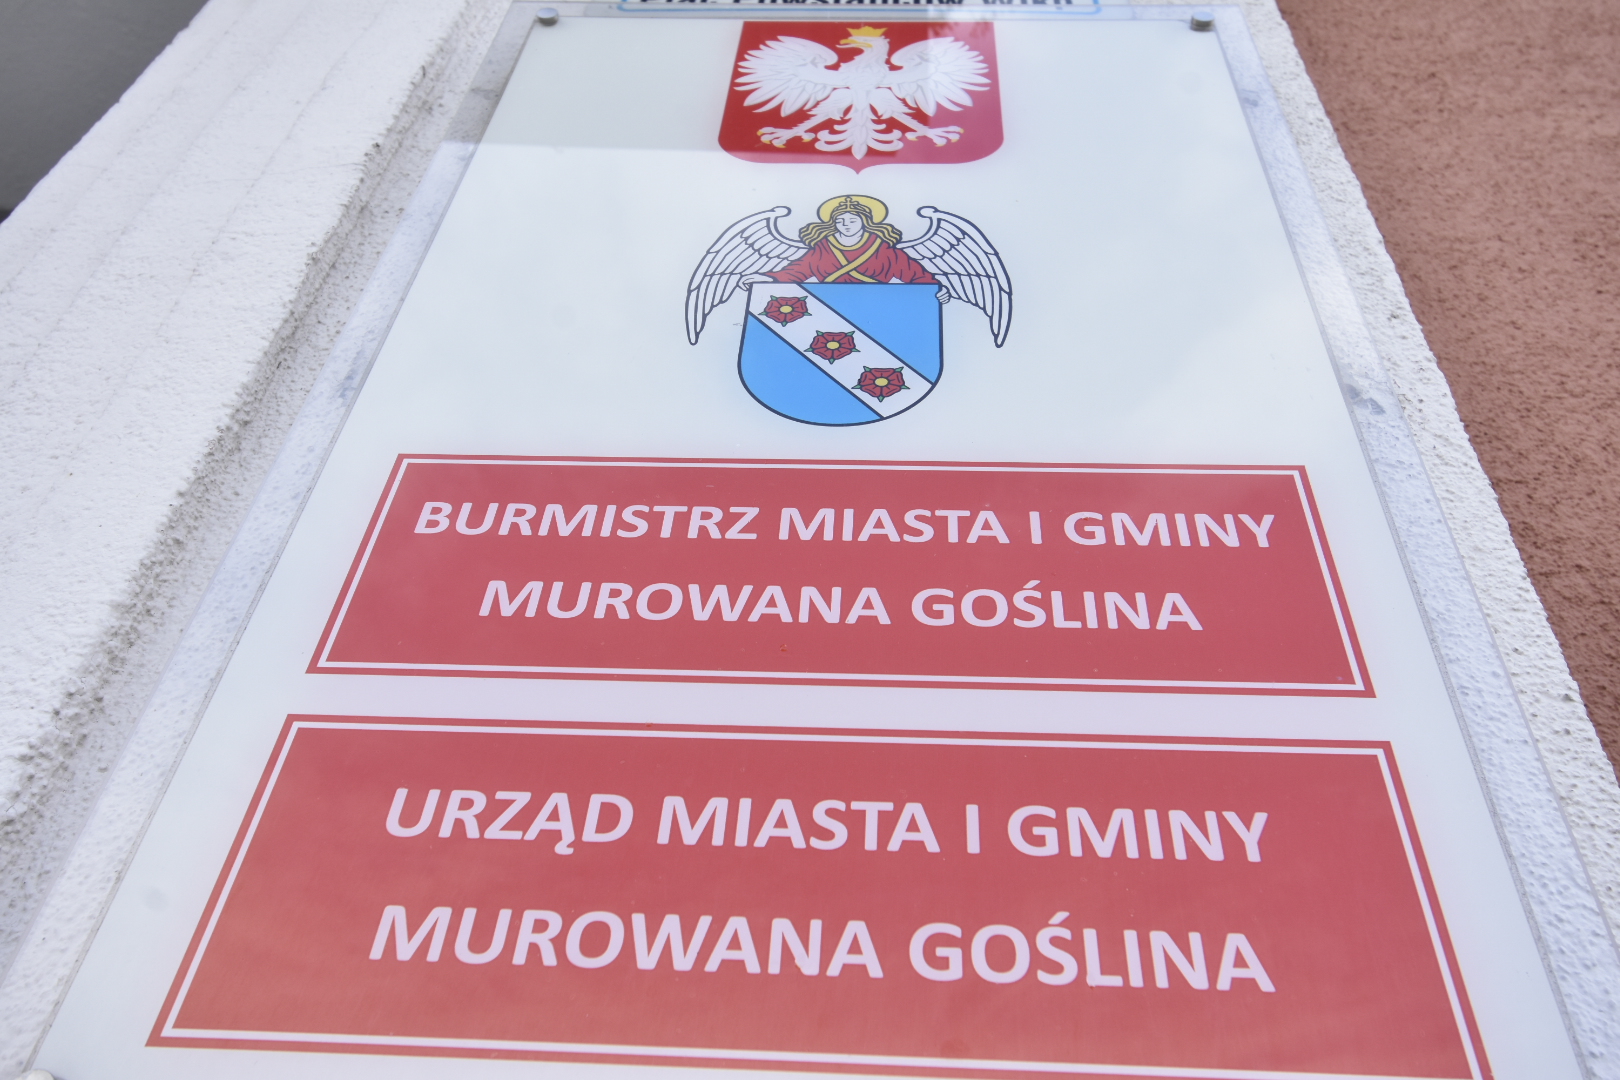 BURMISTRZ MIASTA I GMINY
MUROWANA GOŚLINA
URZĄD MIASTA I GMINY
MUROWANA GOŚLINA